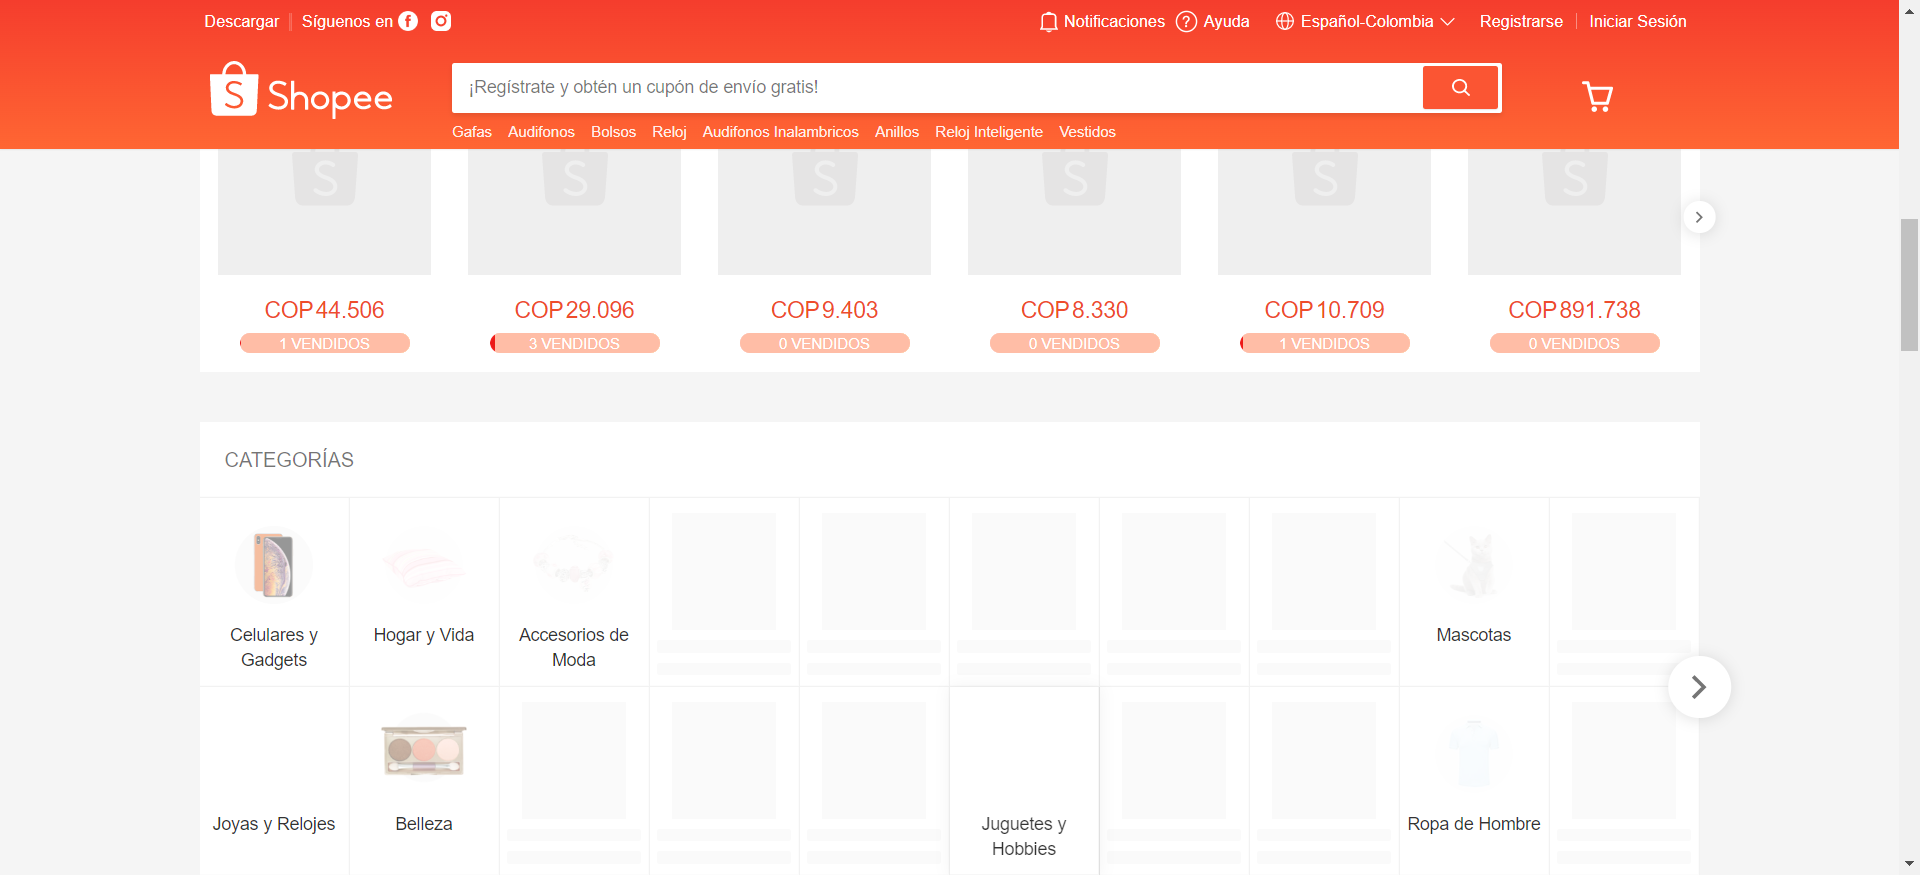 Descargar Síguenos en Notificaciones Ayuda Español-Colombia Registrarse Iniciar Sesión
Shopee
¡Regístrate y obtén un cupón de envío gratis!
Gafas Audifonos Bolsos Reloj Audifonos Inalambricos Anillos Reloj Inteligente Vestidos
COP 44.506 COP 29.096 COP 9.403 COP 8.330 COP 10.709 COP 891.738
1 VENDIDOS 3 VENDIDOS 0 VENDIDOS 0 VENDIDOS 1 VENDIDOS 0 VENDIDOS
CATEGORÍAS
Celulares y
Gadgets
Hogar y Vida
Accesorios de
Moda
Mascotas
Joyas y Relojes
Belleza
Juguetes y
Hobbies
Ropa de Hombre